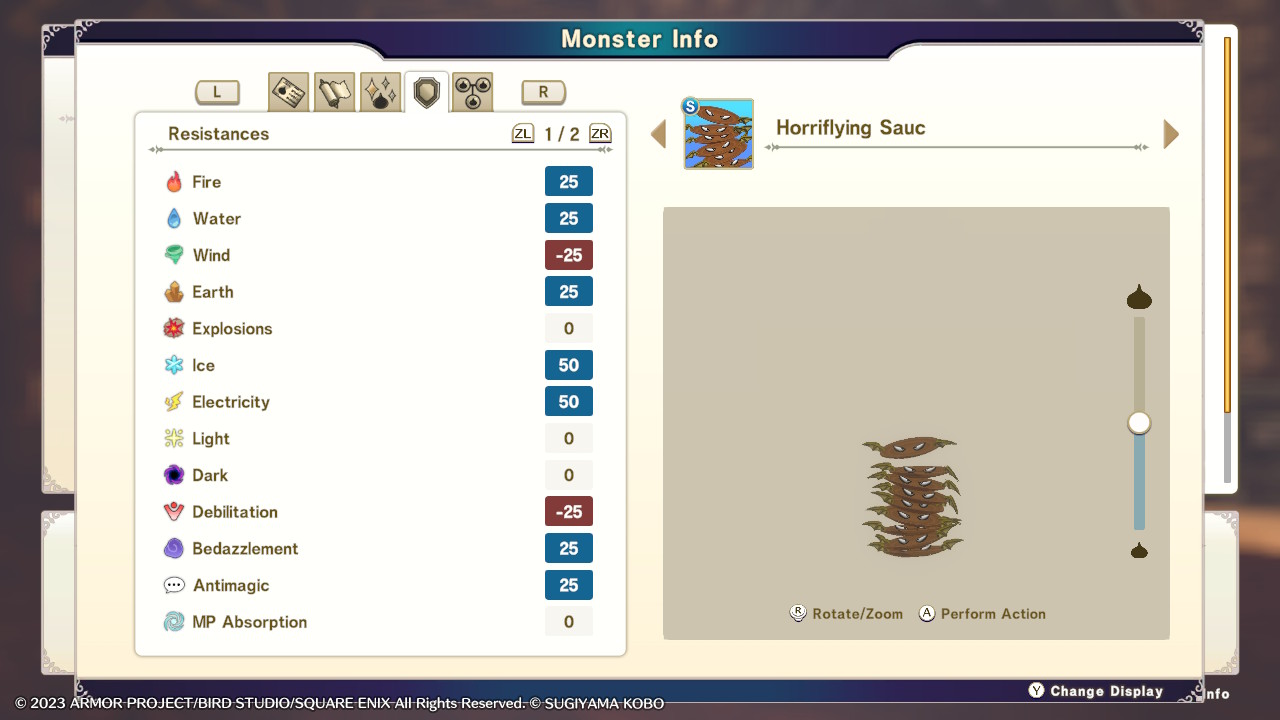 Monster Info
L
R
Resistances
ZL 1 / 2 ZR
Fire 25
Water 25
Wind -25
Earth 25
Explosions 0
Ice 50
Electricity 50
Light 0
Dark 0
Debilitation -25
Bedazzlement 25
Antimagic 25
MP Absorption 0
S
Horriflying Sauc
R Rotate/Zoom A Perform Action
Y Change Display
Info
© 2023 ARMOR PROJECT/BIRD STUDIO/SQUARE ENIX All Rights Reserved. © SUGIYAMA KOBO